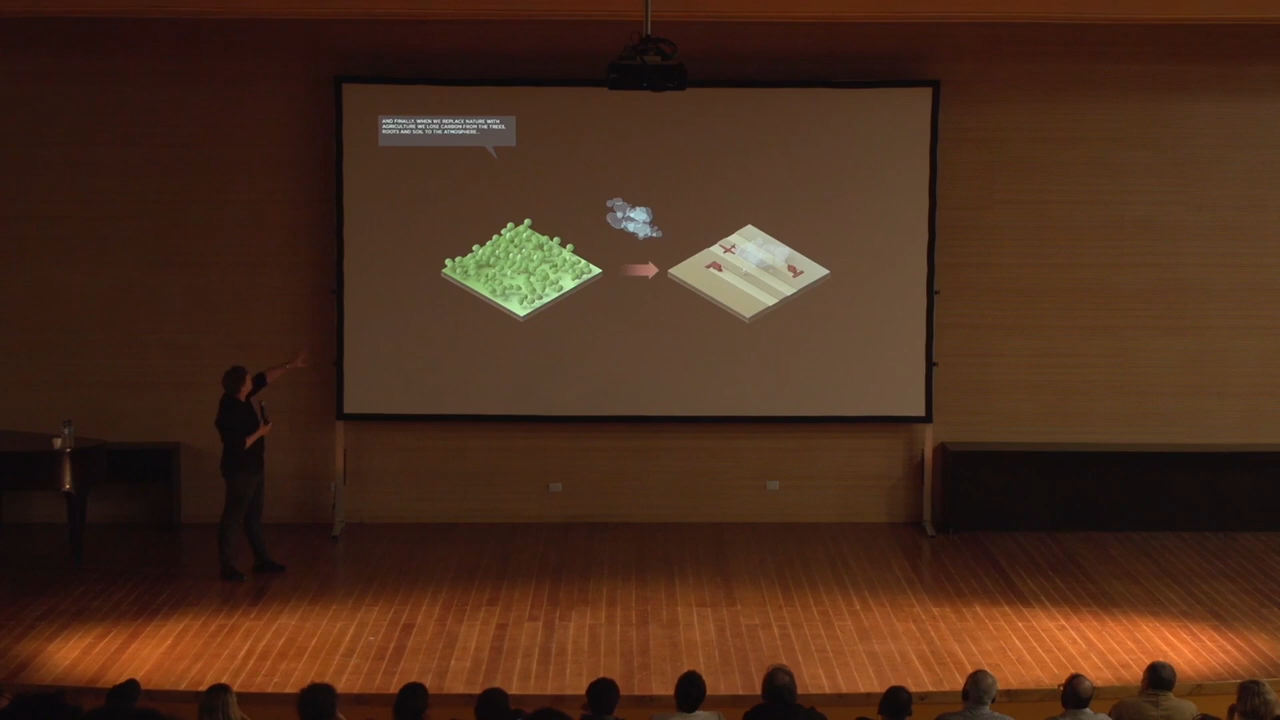 AND FINALLY, WHEN WE REPLACE NATURE WITH
AGRICULTURE WE LOSE CARBON FROM THE TREES,
ROOTS AND SOIL TO THE ATMOSPHERE...